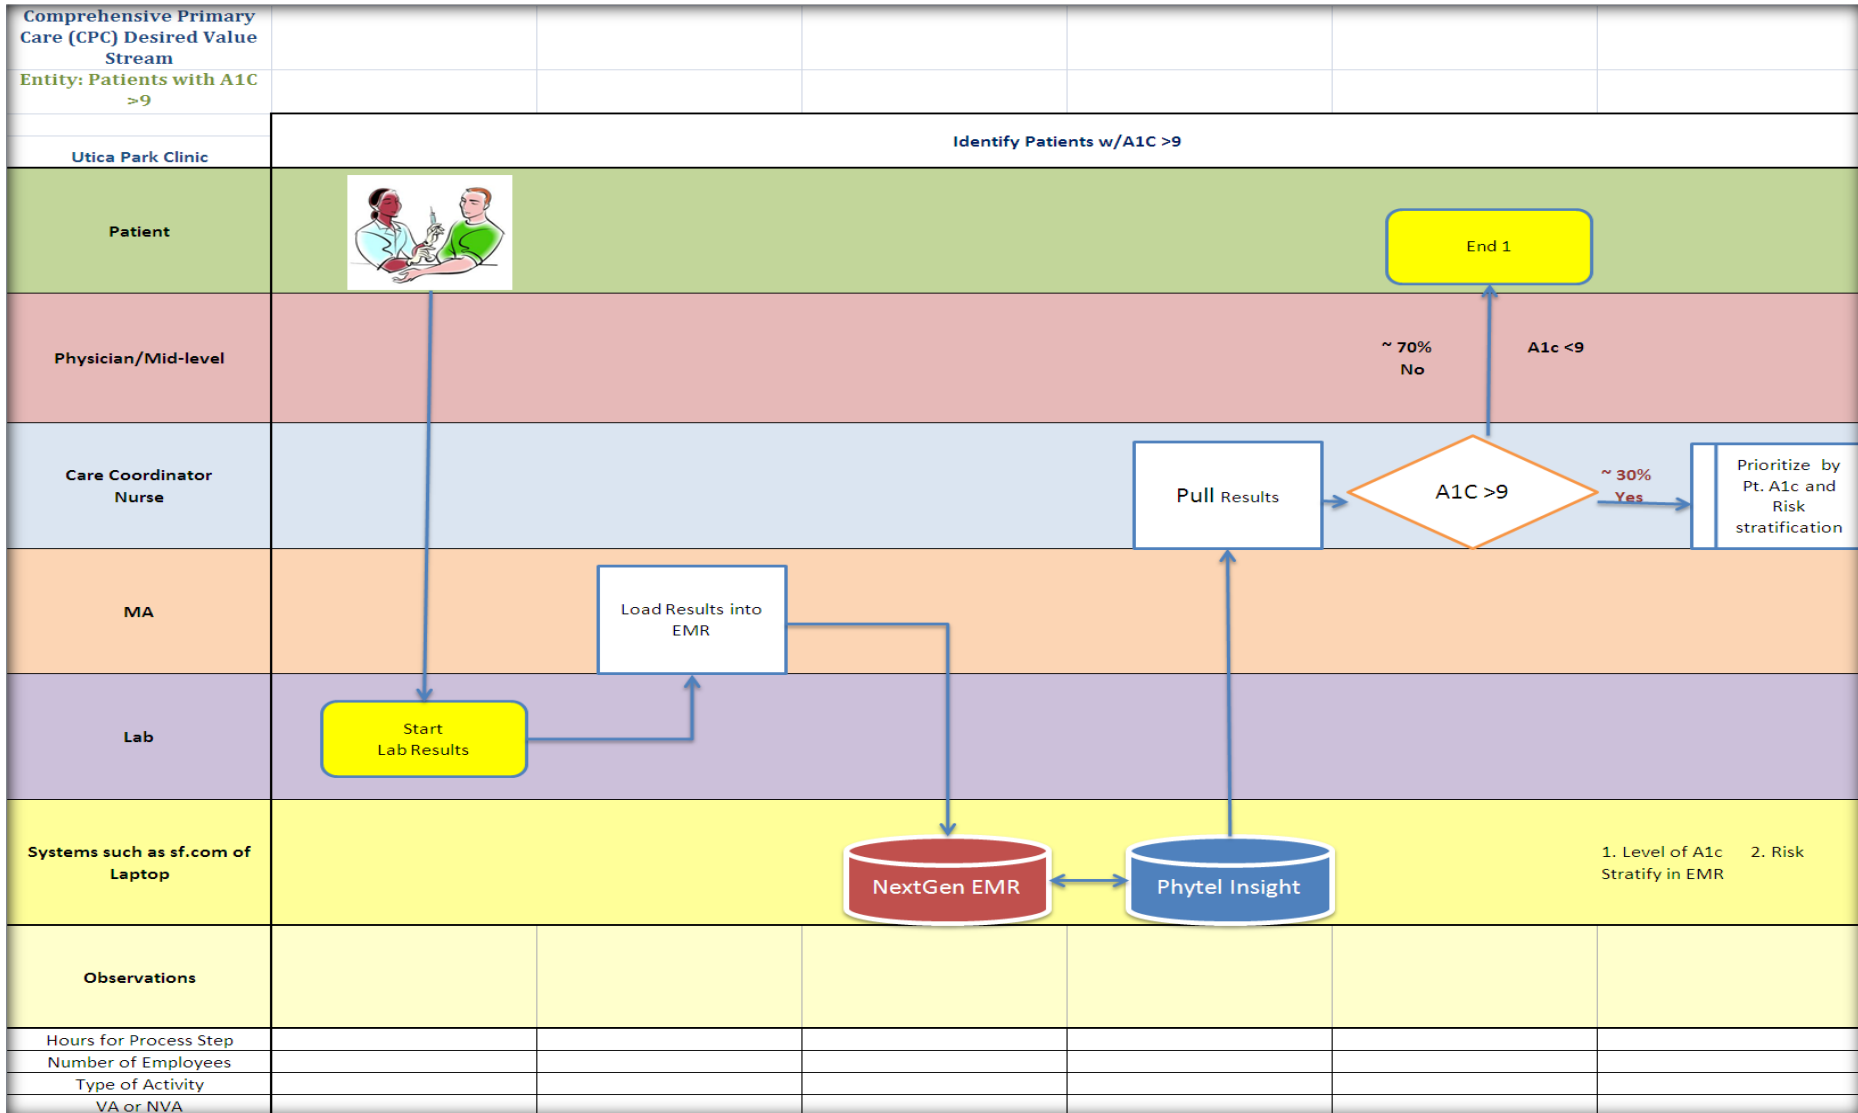 Comprehensive Primary
Care (CPC) Desired Value
Stream
Entity: Patients with A1C
>9
Utica Park Clinic
Identify Patients w/A1C >9
Patient
End 1
Physician/Mid-level
~ 70%
No
A1c <9
Care Coordinator
Nurse
Pull Results
A1C >9
~ 30%
Yes
Prioritize by
Pt. A1c and
Risk
stratification
MA
Load Results into
EMR
Lab
Start
Lab Results
Systems such as sf.com of
Laptop
NextGen EMR
Phytel Insight
1. Level of A1c 2. Risk
Stratify in EMR
Observations
Hours for Process Step
Number of Employees
Type of Activity
VA or NVA